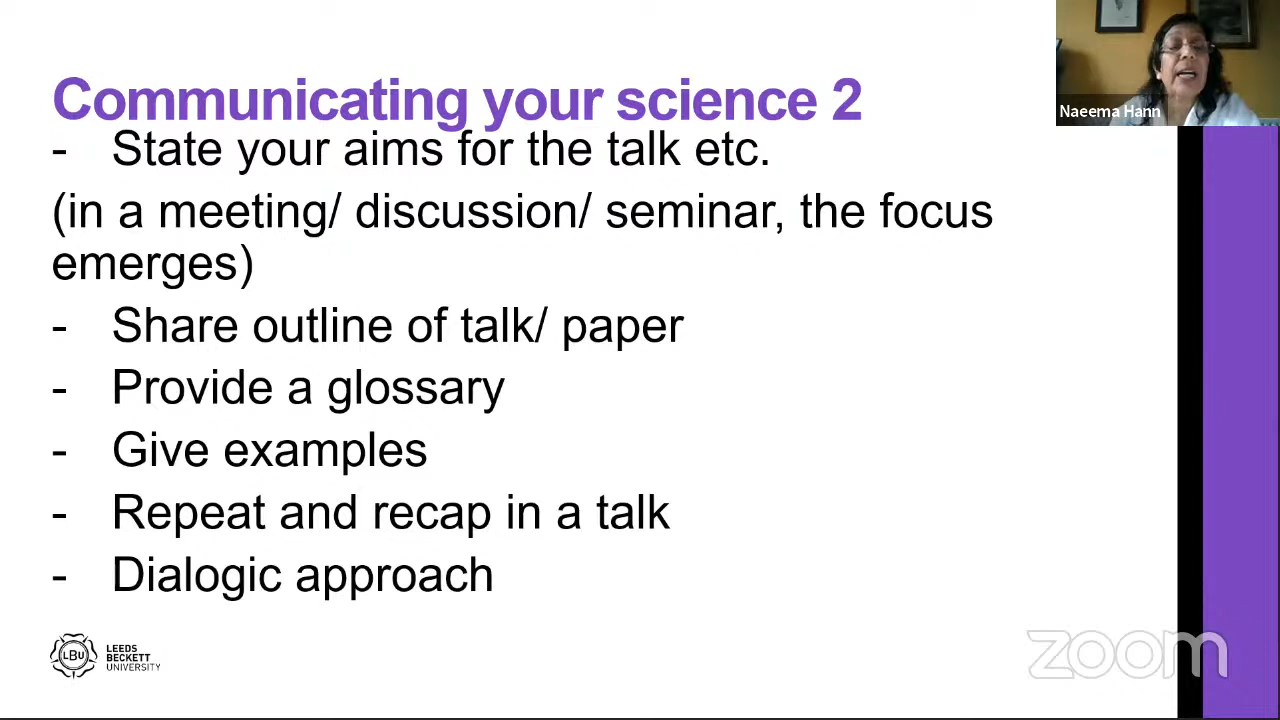 Communicating your science 2
- State your aims for the talk etc.
(in a meeting/ discussion/ seminar, the focus
emerges)
- Share outline of talk/ paper
- Provide a glossary
- Give examples
- Repeat and recap in a talk
- Dialogic approach
Naeema Hann
LBU
LEEDS
BECKETT
UNIVERSITY
zoom